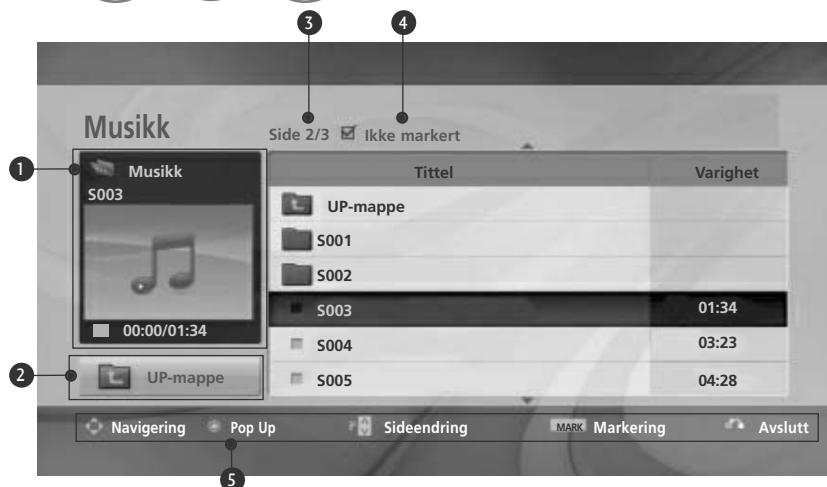 3 4
Musikk
Side 2/3 Ikke markert
1
Musikk
S003
00:00/01:34
2
UP-mappe
Tittel Varighet
UP-mappe
S001
S002
S003 01:34
S004 03:23
S005 04:28
Navigering Pop Up Sideendring MARK Markering Avslutt
5